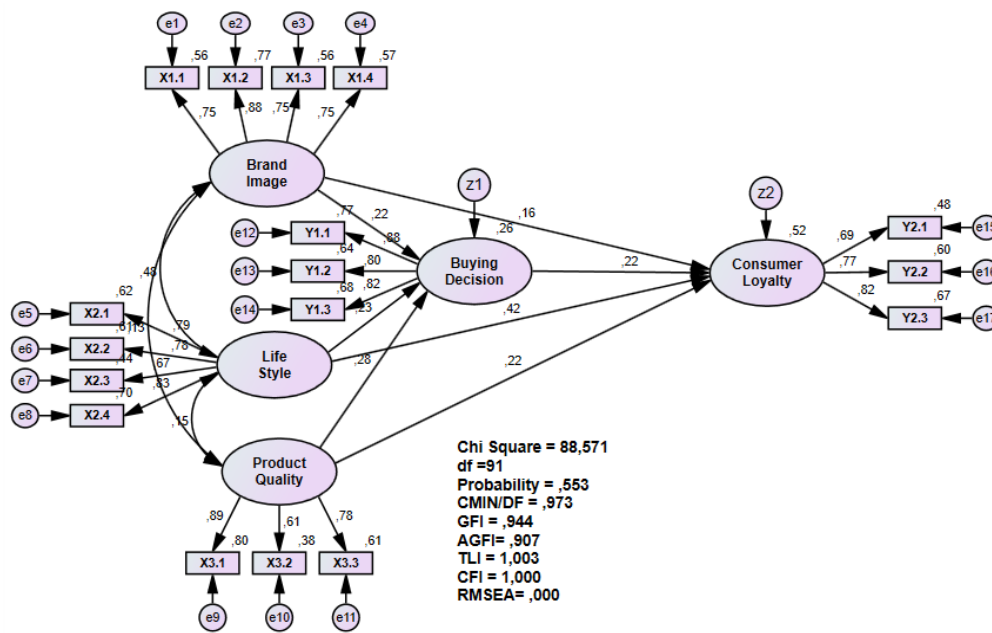 e1 e2 e3 e4
,56 ,77 ,56 ,57
X1.1 X1.2 X1.3 X1.4
,75 ,88 ,75 ,75
Brand
Image
z1
z2
,77 ,22 ,16
e12 Y1.1 ,88 ,26
,64
e13 Y1.2 ,80
,68
e14 Y1.3 ,82
,23
Buying
Decision
,22
,52
Consumer
Loyalty
,48
,69 Y2.1 e15
,60
,77 Y2.2 e16
,67
,82 Y2.3 e17
,48
,62
e5 X2.1 ,79
,61 ,13
e6 X2.2 ,78
,44
e7 X2.3 ,67
,70
e8 X2.4 ,83
Life
Style
,42
,28
,22
,15
Product
Quality
,89 ,61 ,78
,80 ,38 ,61
X3.1 X3.2 X3.3
e9 e10 e11
Chi Square = 88,571
df =91
Probability = ,553
CMIN/DF = ,973
GFI = ,944
AGFI= ,907
TLI = 1,003
CFI = 1,000
RMSEA= ,000